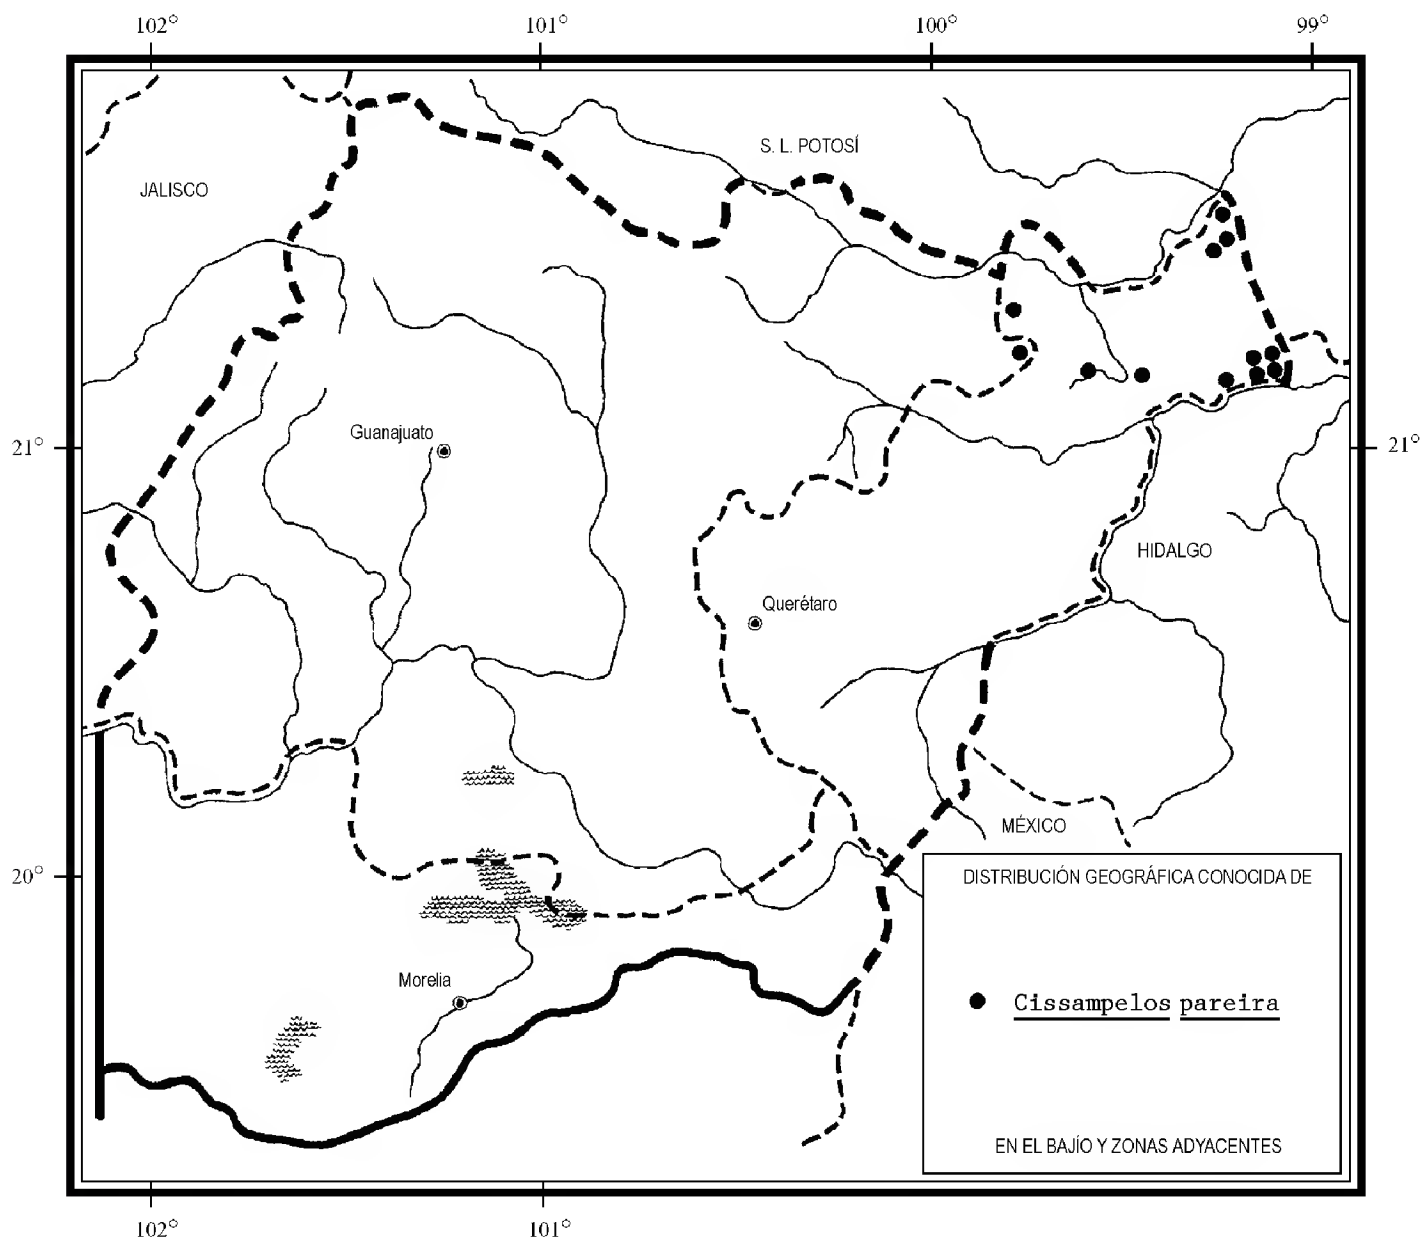 102° 101° 100° 99°
S. L. POTOSÍ
JALISCO
Guanajuato
21° 21°
HIDALGO
Querétaro
MÉXICO
20°
DISTRIBUCIÓN GEOGRÁFICA CONOCIDA DE
Morelia
Cissampelos pareira
EN EL BAJÍO Y ZONAS ADYACENTES
102° 101°